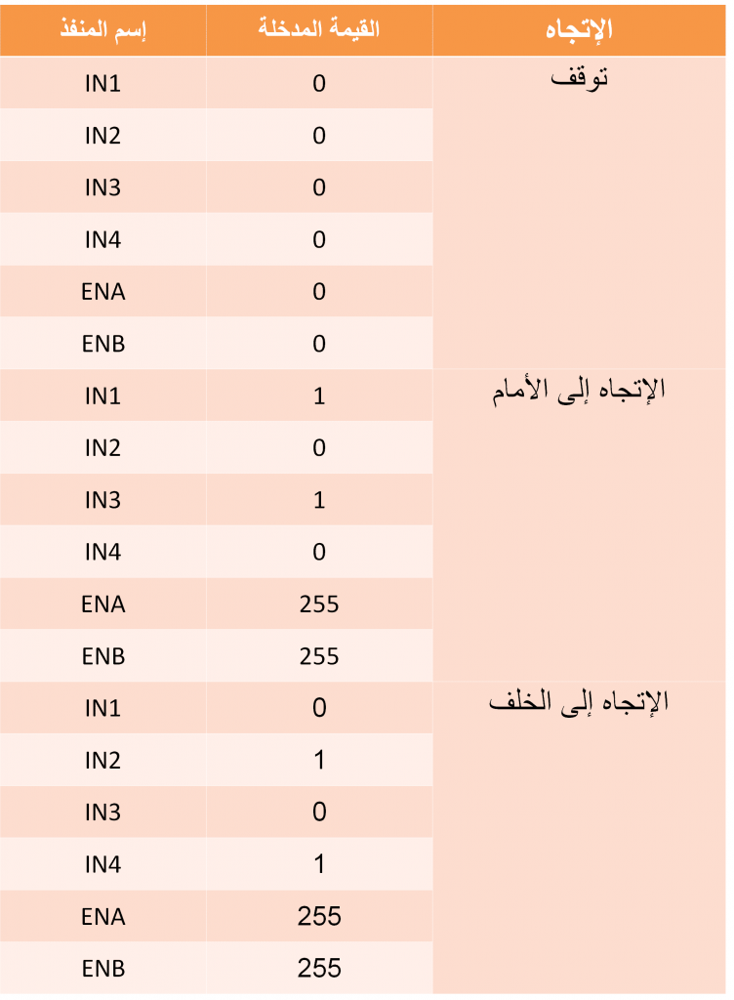 الإتجاه القيمة المدخلة إسم المنفذ
توقف 0 IN1
0 IN2
0 IN3
0 IN4
0 ENA
0 ENB
الإتجاه إلى الأمام 1 IN1
0 IN2
1 IN3
0 IN4
255 ENA
255 ENB
الإتجاه إلى الخلف 0 IN1
1 IN2
0 IN3
1 IN4
255 ENA
255 ENB